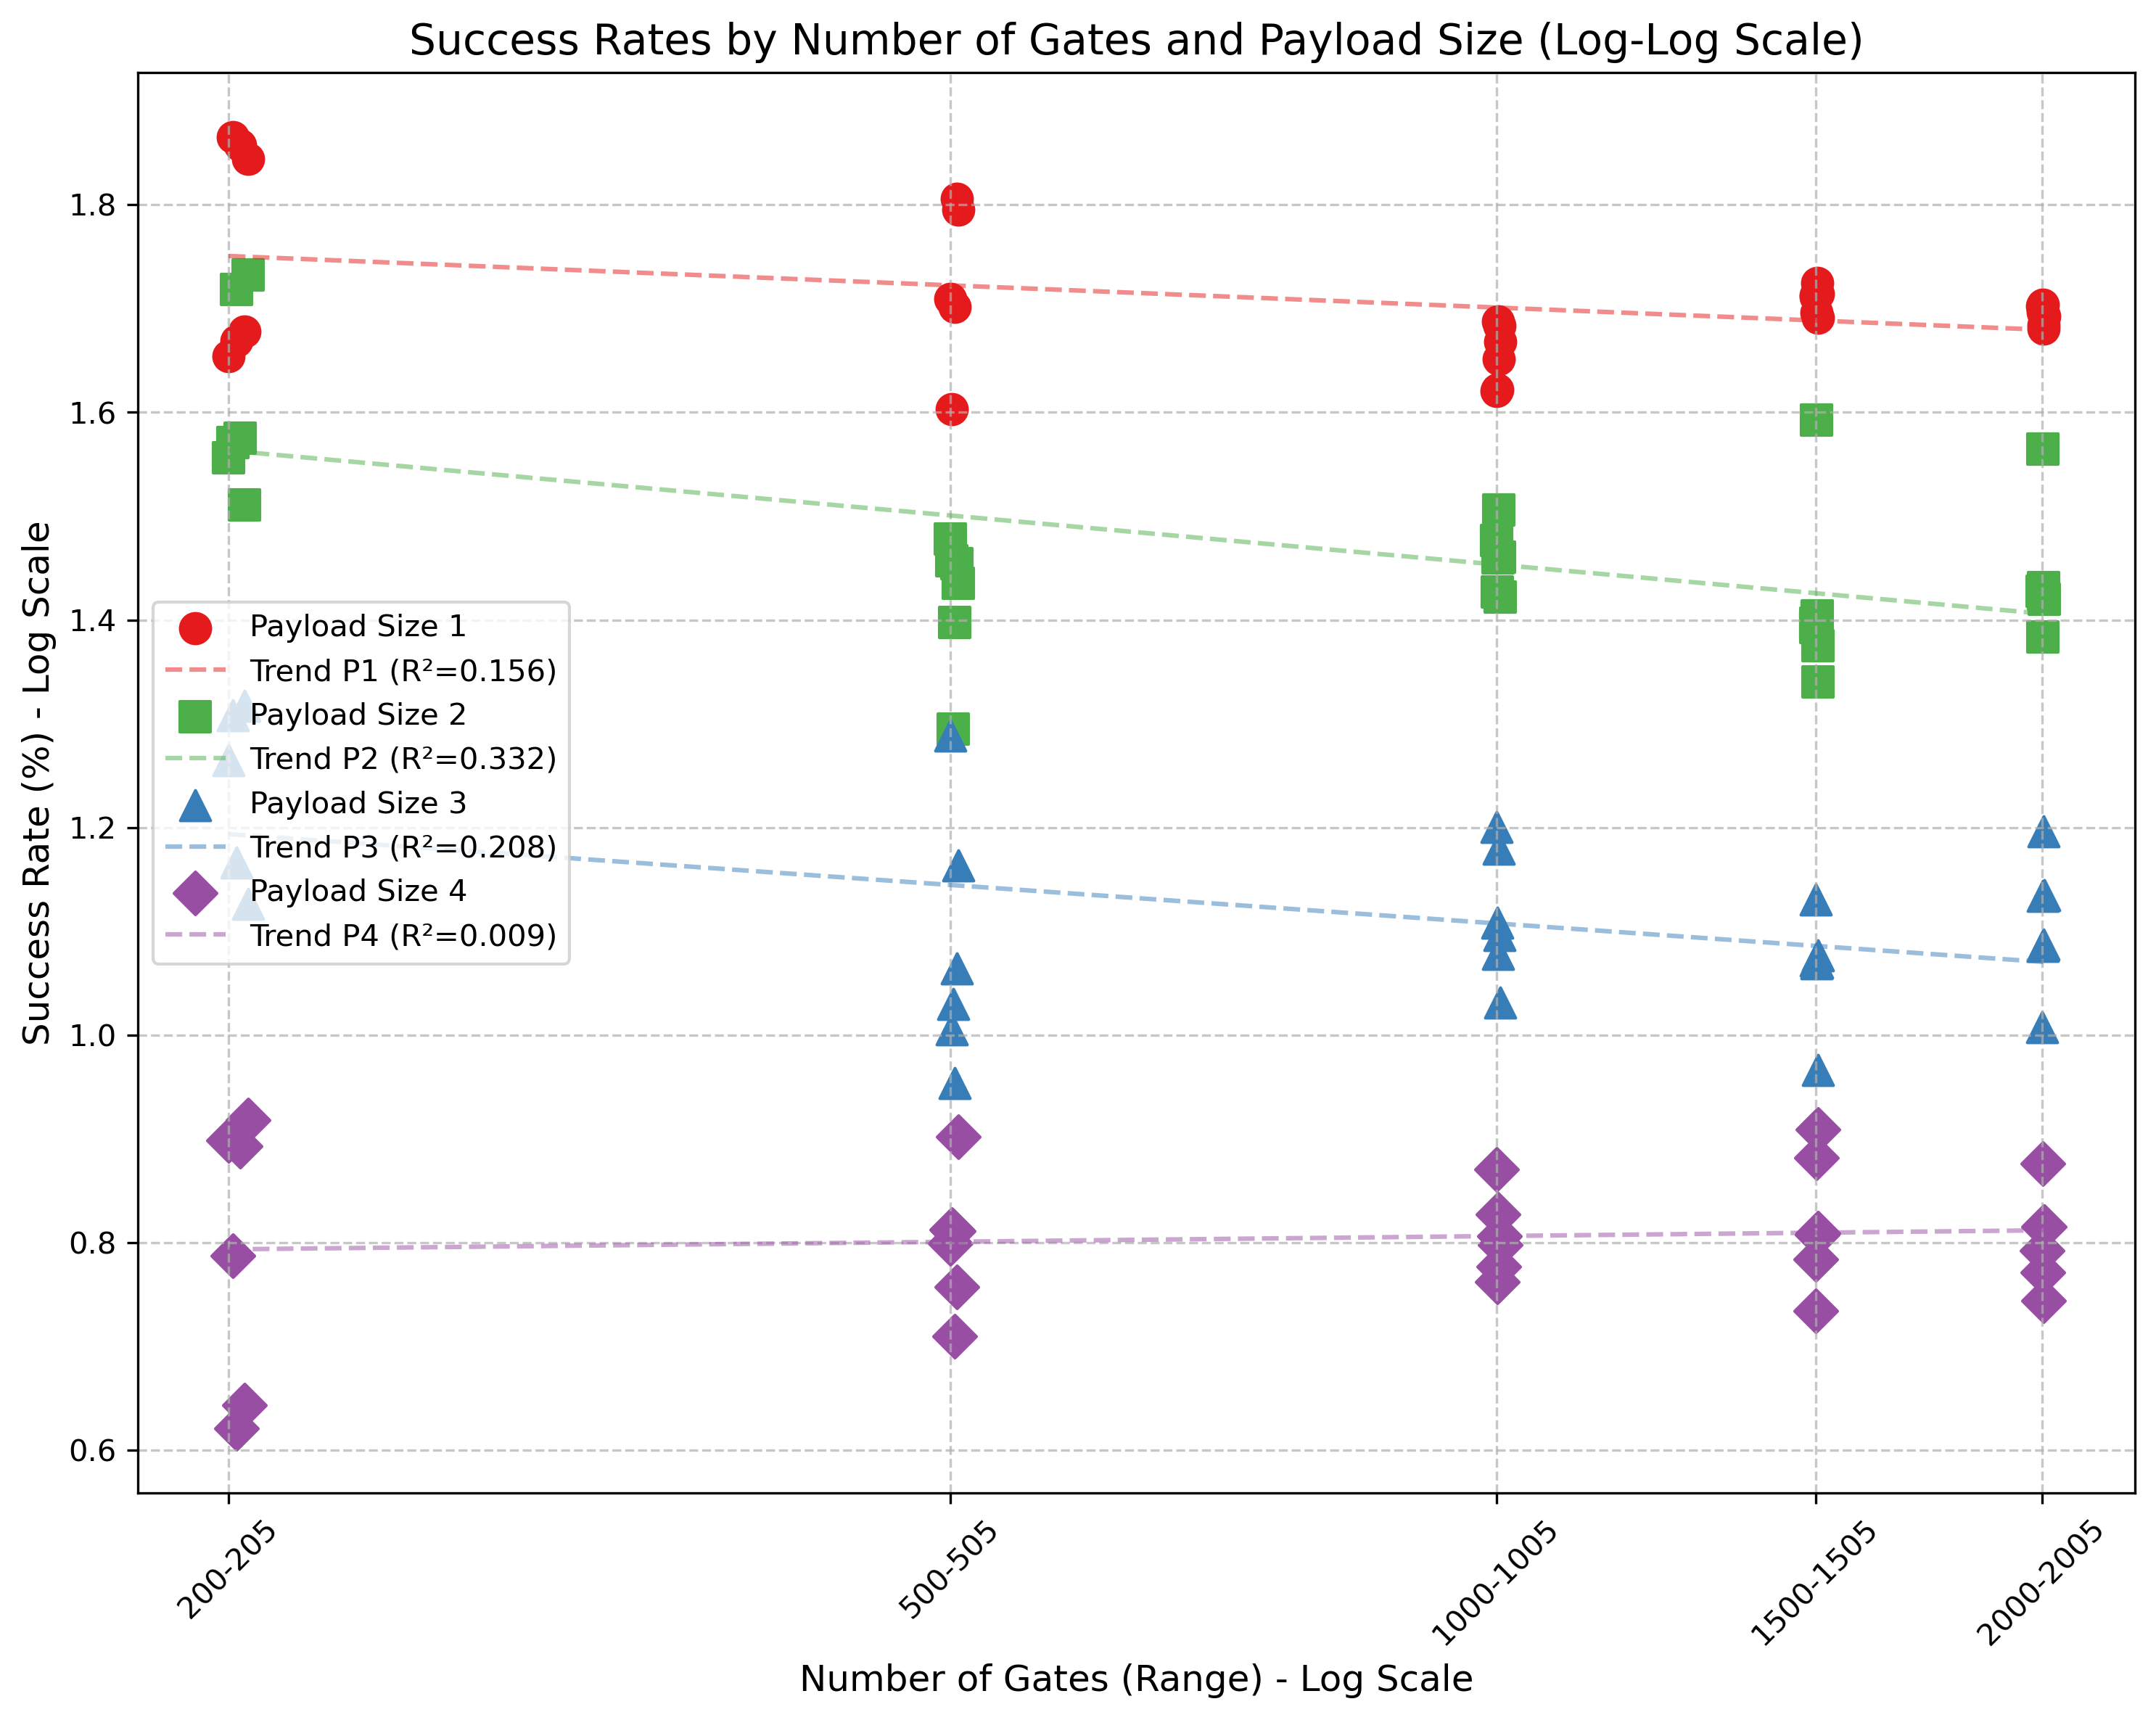 Success Rates by Number of Gates and Payload Size (Log-Log Scale)
Success Rate (%) - Log Scale
1.8
1.6
1.4
1.2
1.0
0.8
0.6
Payload Size 1
Trend P1 (R²=0.156)
Payload Size 2
Trend P2 (R²=0.332)
Payload Size 3
Trend P3 (R²=0.208)
Payload Size 4
Trend P4 (R²=0.009)
200-205
500-505
1000-1005
1500-1505
2000-2005
Number of Gates (Range) - Log Scale